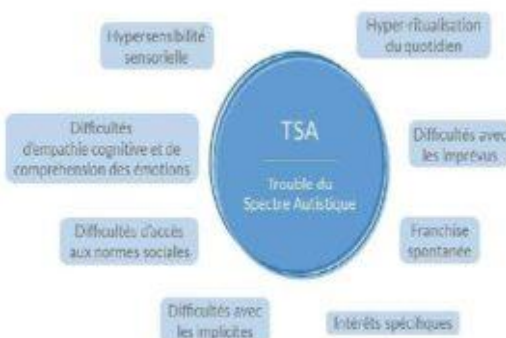 Hypersensibilité
sensorielle
Hyper-ritualisation
du quotidien
Difficultés
d'empathie cognitive et de
compréhension des émotions
TSA
Trouble du
Spectre Autistique
Difficultés avec
les imprévus
Difficultés d'accès
aux normes sociales
Franchise
spontanée
Difficultés avec
les implicites
Intérêts spécifiques